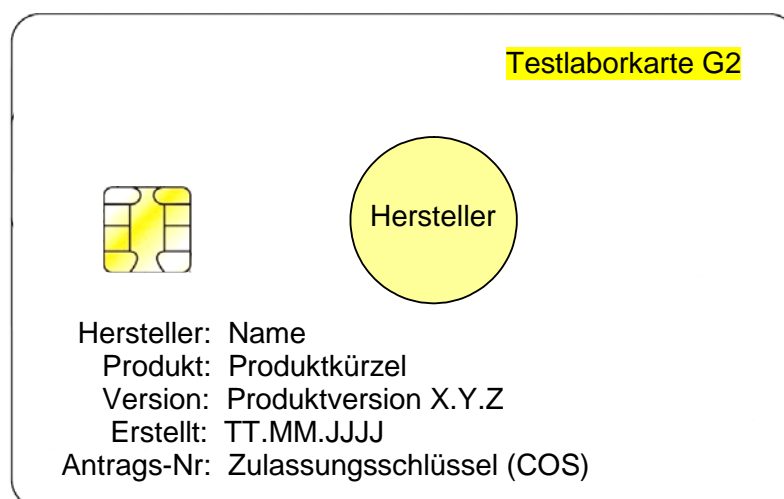 Testlaborkarte G2
Hersteller
Hersteller: Name
Produkt: Produktkürzel
Version: Produktversion X.Y.Z
Erstellt: TT.MM.JJJJ
Antrags-Nr: Zulassungsschlüssel (COS)